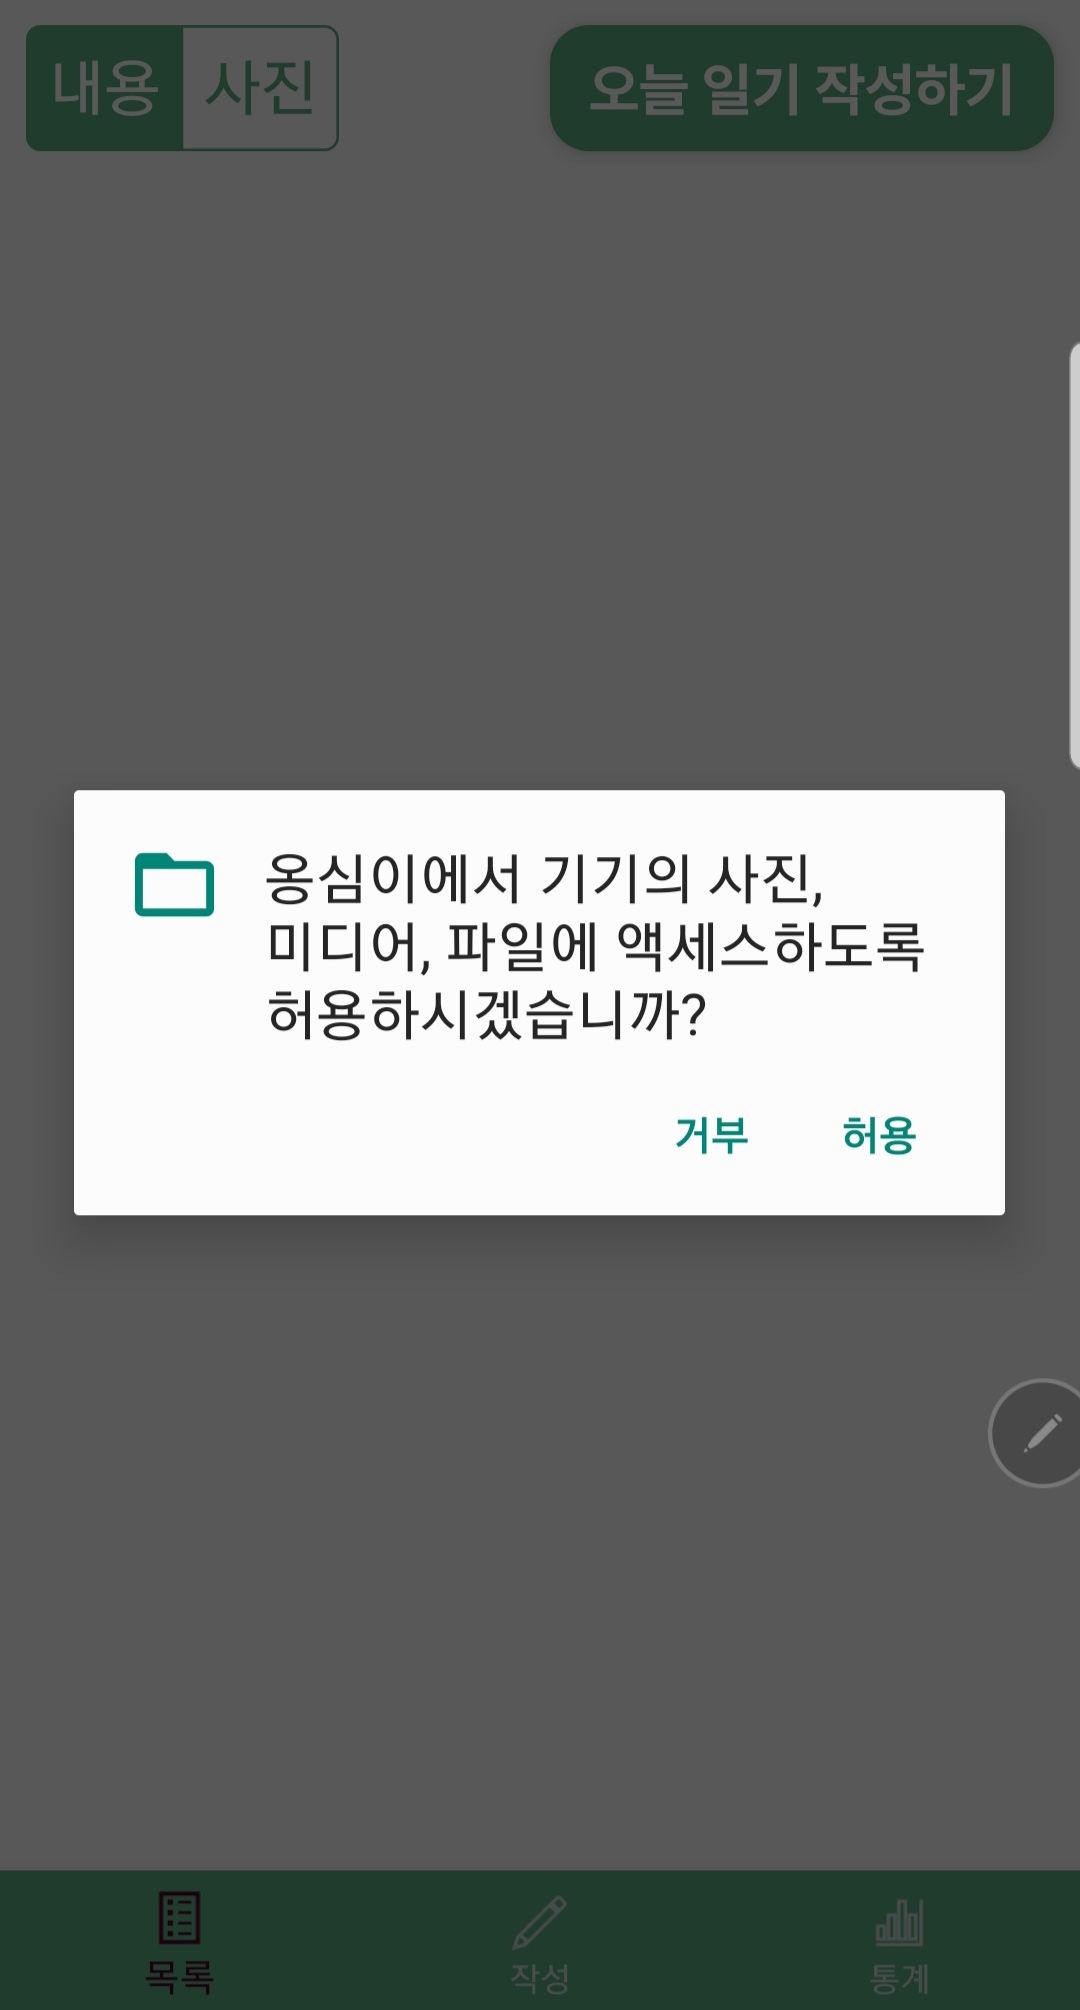 내용 사진 오늘 일기 작성하기
옹심이에서 기기의 사진,
미디어, 파일에 액세스하도록
허용하시겠습니까?
거부 허용
목록 작성 통계